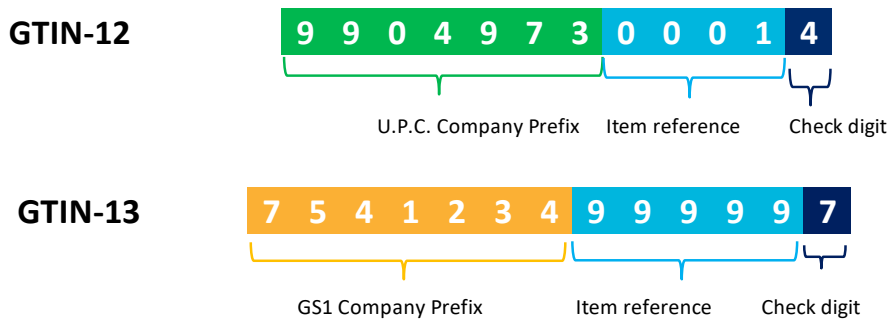 GTIN-12 9 9 0 4 9 7 3 0 0 0 1 4
U.P.C. Company Prefix Item reference Check digit
GTIN-13 7 5 4 1 2 3 4 9 9 9 9 9 7
GS1 Company Prefix Item reference Check digit